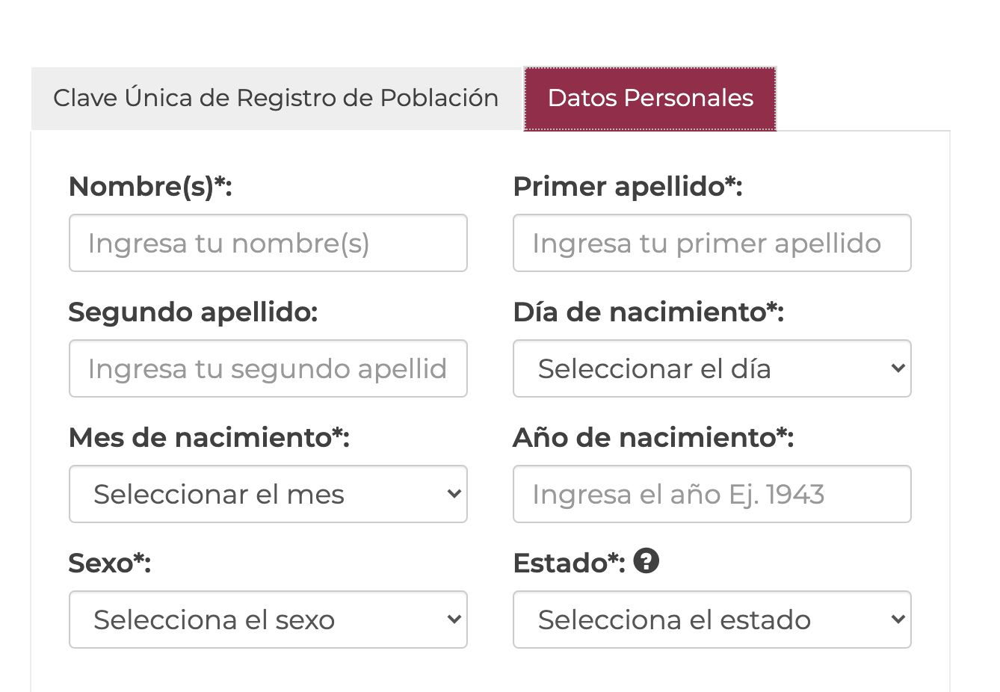 Clave Única de Registro de Población
Datos Personales
Nombre(s)*:
Ingresa tu nombre(s)
Primer apellido*:
Ingresa tu primer apellido
Segundo apellido:
Ingresa tu segundo apellid
Día de nacimiento*:
Seleccionar el día
Mes de nacimiento*:
Seleccionar el mes
Año de nacimiento*:
Ingresa el año Ej. 1943
Sexo*:
Selecciona el sexo
Estado*: ?
Selecciona el estado